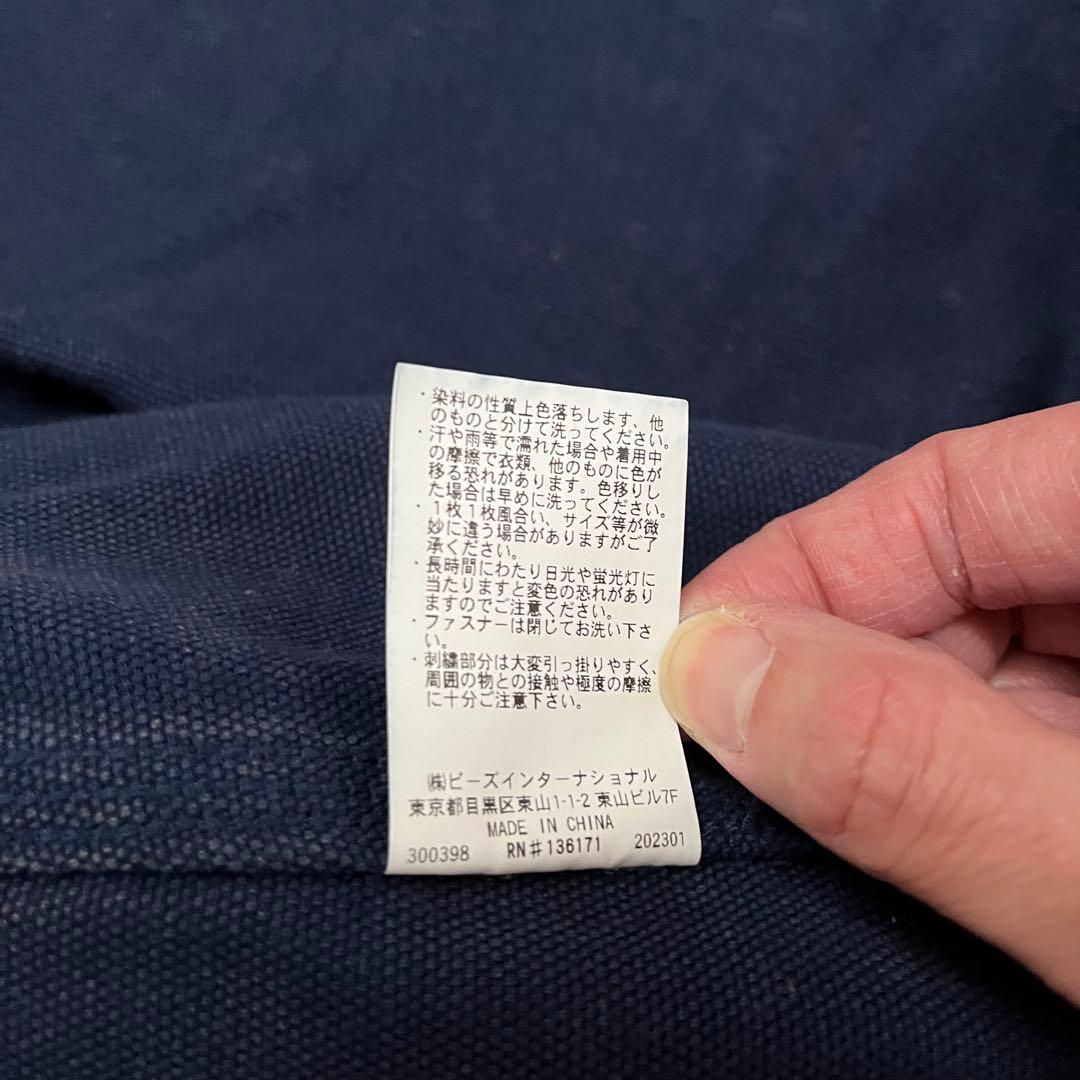 ・染料の性質上色落ちします、他
のものと分けて洗ってください。
・汗や雨等で濡れた場合や着用中
の摩擦で衣類、他のものに色が
移る恐れがあります。色移りし
た場合は早めに洗ってください。
・1枚1枚風合い、サイズ等が微
妙に違う場合がありますがご了
承ください。
・長時間にわたり日光や蛍光灯に
当たりますと変色の恐れがあり
ますのでご注意ください。
・ファスナーは閉じてお洗い下さ
い。
・刺繍部分は大変引っ掛りやすく、
周囲の物との接触や極度の摩擦
に十分ご注意下さい。
㈱ビーズインターナショナル
東京都目黒区東山1-1-2 東山ビル7F
MADE IN CHINA
300398 RN♯136171 202301